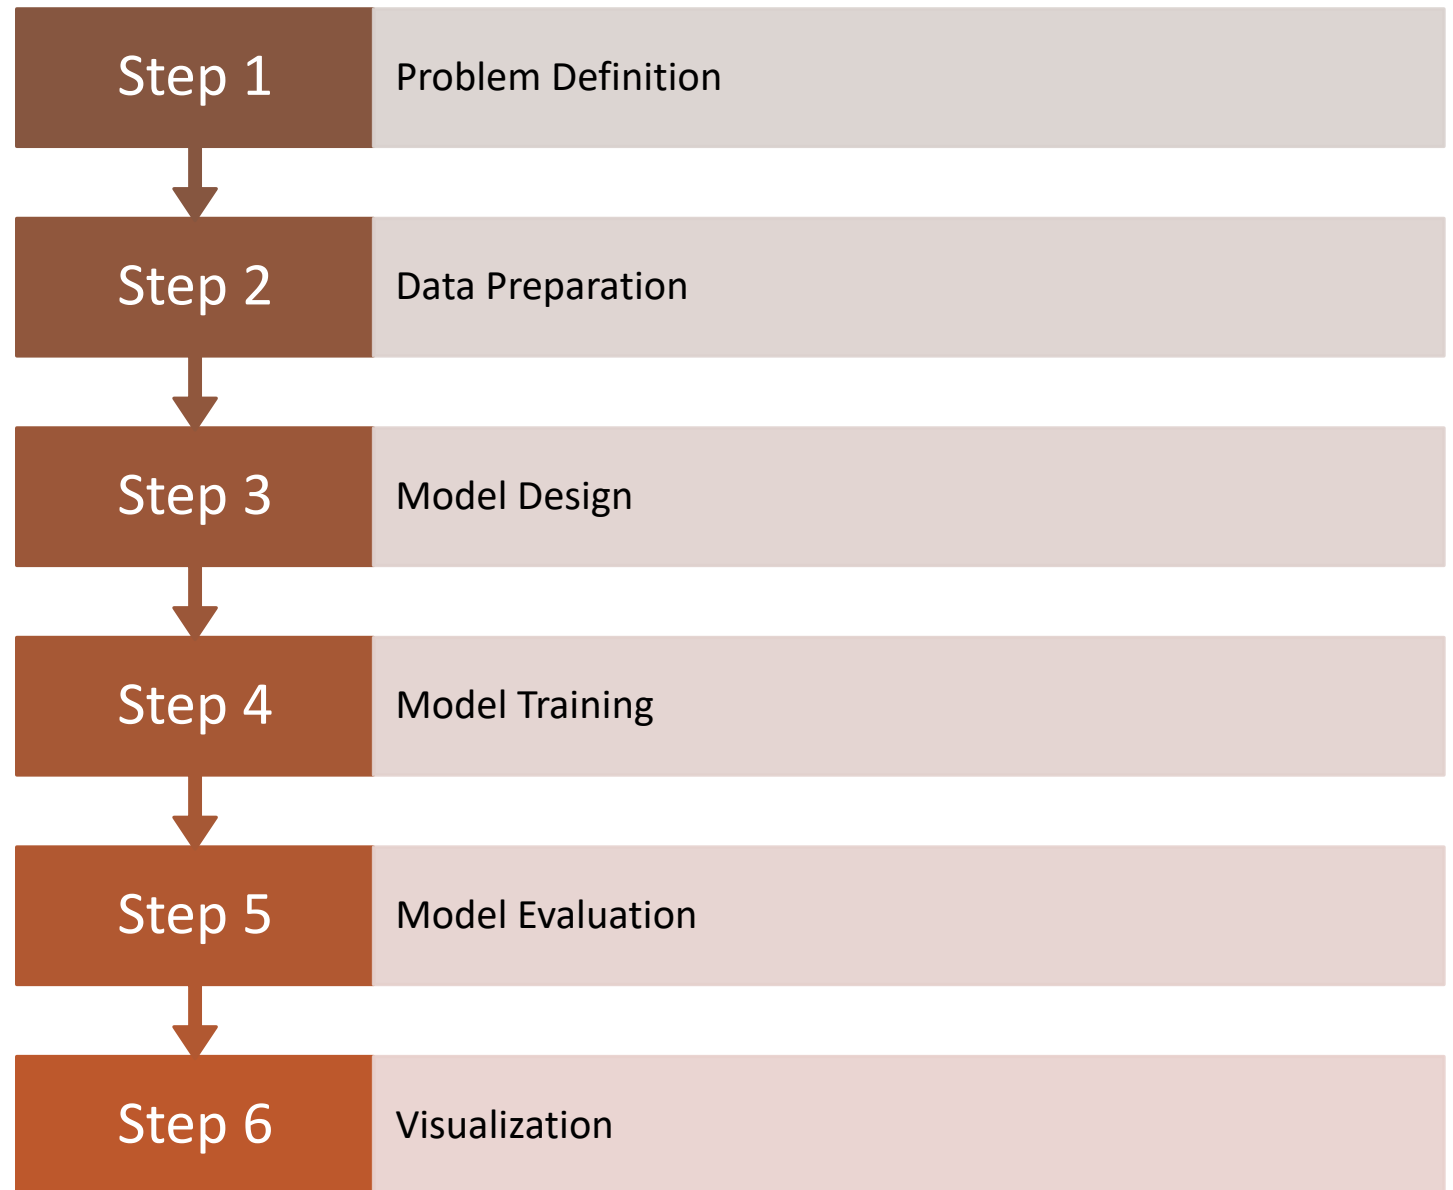 Step 1
Problem Definition
Step 2
Data Preparation
Step 3
Model Design
Step 4
Model Training
Step 5
Model Evaluation
Step 6
Visualization